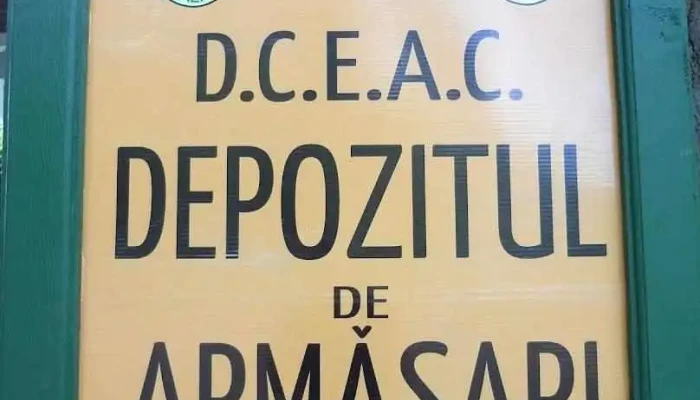 D.C.E.A.C.
DEPOZITUL
DE
ARMĂSARI